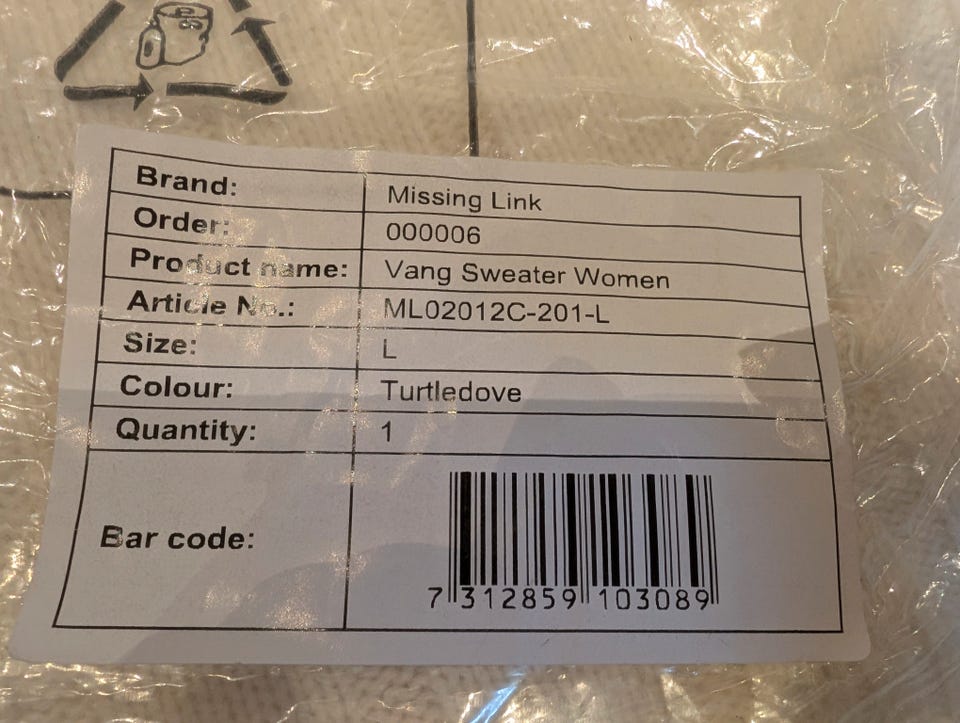 Brand: Missing Link
Order: 000006
Product name: Vang Sweater Women
Article No.: ML02012C-201-L
Size: L
Colour: Turtledove
Quantity: 1
Bar code:
7 312859 103089